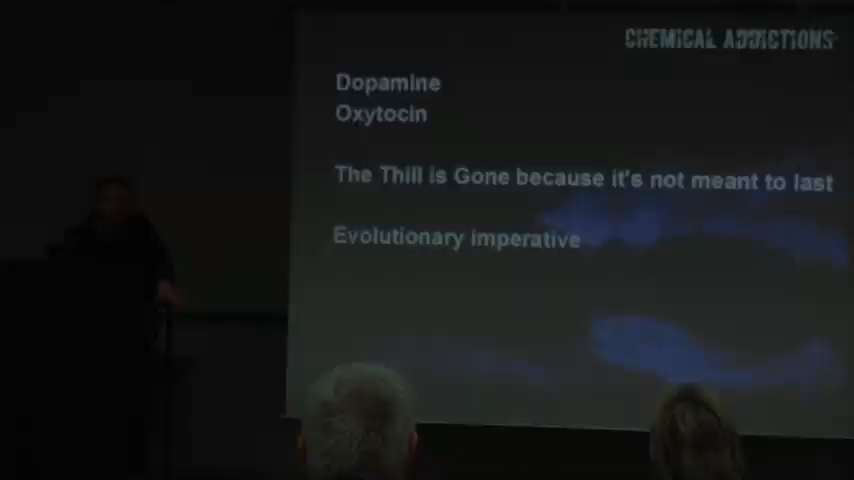 CHEMICAL ADDICTIONS
Dopamine
Oxytocin
The Thill is Gone because it's not meant to last
Evolutionary imperative